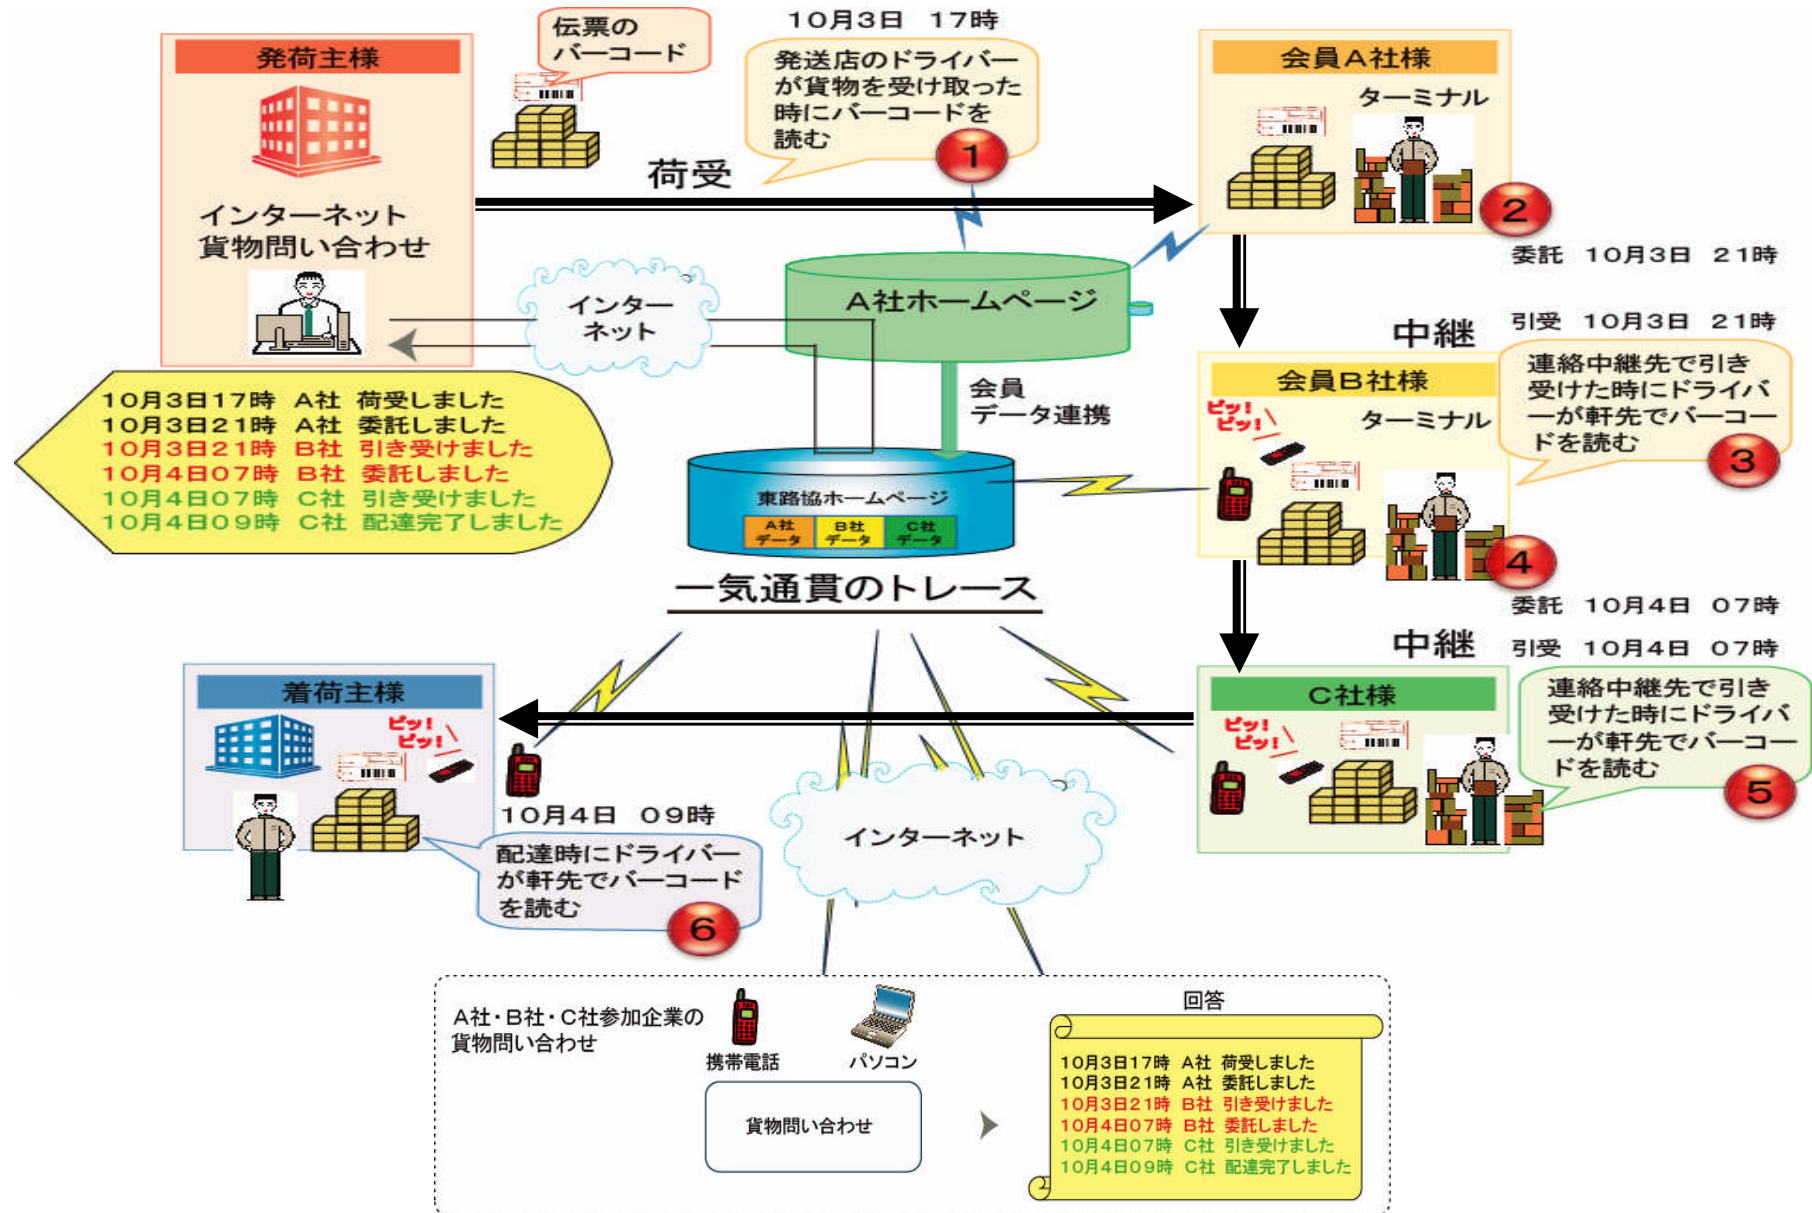 発荷主様
インターネット
貨物問い合わせ
伝票の
バーコード
10月3日 17時
発送店のドライバー
が貨物を受け取った
時にバーコードを
読む
1
荷受
会員A社様
ターミナル
2
委託 10月3日 21時
インター
ネット
A社ホームページ
会員
データ連携
中継
引受 10月3日 21時
会員B社様
ピッ!
ピッ!
ターミナル
連絡中継先で引き
受けた時にドライバ
ーが軒先でバーコー
ドを読む
3
4
10月3日17時 A社 荷受しました
10月3日21時 A社 委託しました
10月3日21時 B社 引き受けました
10月4日07時 B社 委託しました
10月4日07時 C社 引き受けました
10月4日09時 C社 配達完了しました
東路協ホームページ
A社
データ
B社
データ
C社
データ
一気通貫のトレース
委託 10月4日 07時
中継
引受 10月4日 07時
C社様
ピッ!
ピッ!
連絡中継先で引き
受けた時にドライバ
ーが軒先でバーコー
ドを読む
5
着荷主様
ピッ!
ピッ!
10月4日 09時
配達時にドライバー
が軒先でバーコード
を読む
6
インターネット
A社・B社・C社参加企業の
貨物問い合わせ
携帯電話
パソコン
貨物問い合わせ
回答
10月3日17時 A社 荷受しました
10月3日21時 A社 委託しました
10月3日21時 B社 引き受けました
10月4日07時 B社 委託しました
10月4日07時 C社 引き受けました
10月4日09時 C社 配達完了しました